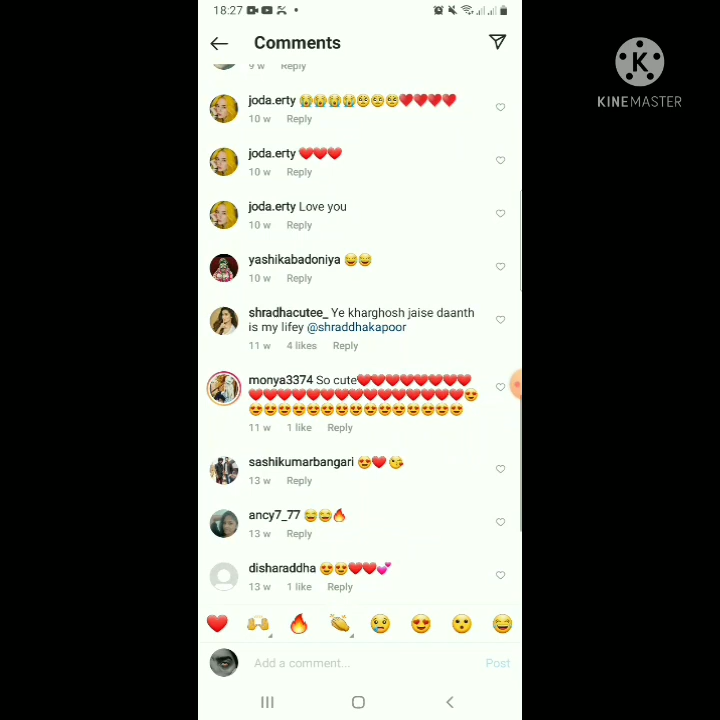 18:27
Comments
9 w Reply
joda.erty 😭😭😭😭🥺🥺🥺❤️❤️❤️❤️
10 w Reply
joda.erty ❤️❤️❤️
10 w Reply
joda.erty Love you
10 w Reply
yashikabadoniya 😂😂
10 w Reply
shradhacutee_ Ye kharghosh jaise daanth
is my lifey @shraddhakapoor
11 w 4 likes Reply
monya3374 So cute❤️❤️❤️❤️❤️❤️❤️❤️
❤️❤️❤️❤️❤️❤️❤️❤️❤️❤️❤️❤️❤️❤️❤️😍
😍😍😍😍😍😍😍😍😍😍😍😍😍😍😍
11 w 1 like Reply
sashikumarbangari 😍❤️😘
13 w Reply
ancy7_77 😂😂🔥
13 w Reply
disharaddha 😍😍❤️❤️💕
13 w 1 like Reply
Add a comment... Post
K
KINEMASTER